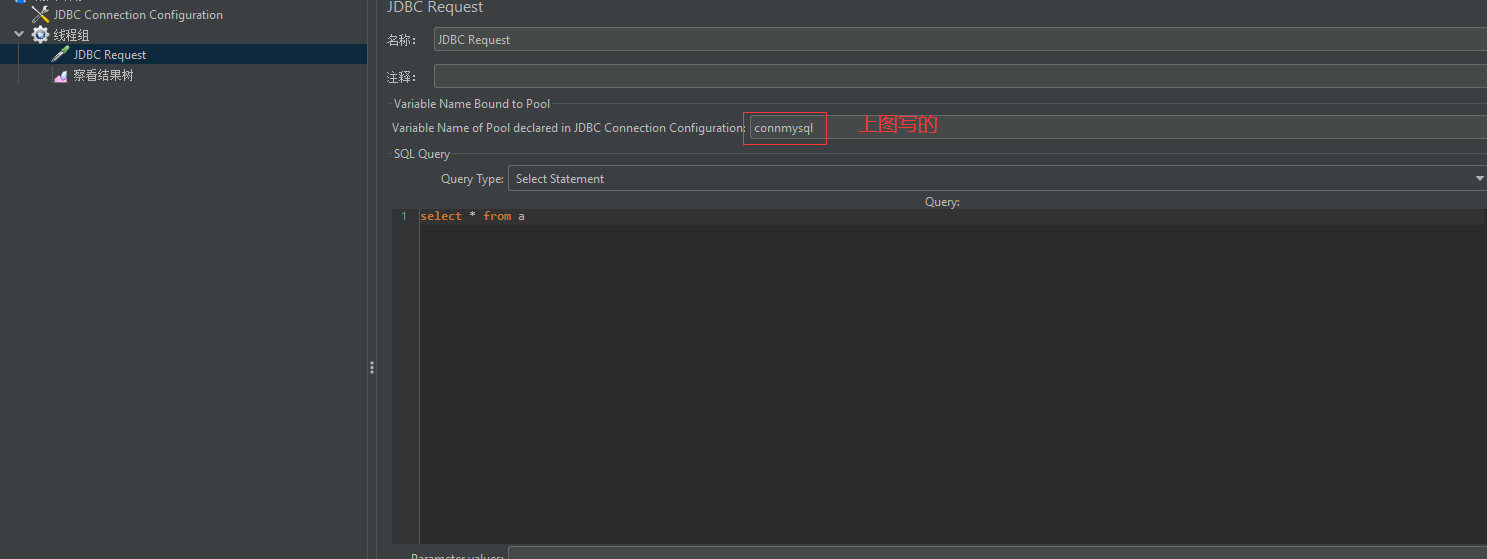 JDBC Request
JDBC Connection Configuration
线程组
JDBC Request
察看结果树
名称：
JDBC Request
注释：
Variable Name Bound to Pool
Variable Name of Pool declared in JDBC Connection Configuration:
connmysql
上图写的
SQL Query
Query Type:
Select Statement
Query:
1
select * from a
Parameter values: